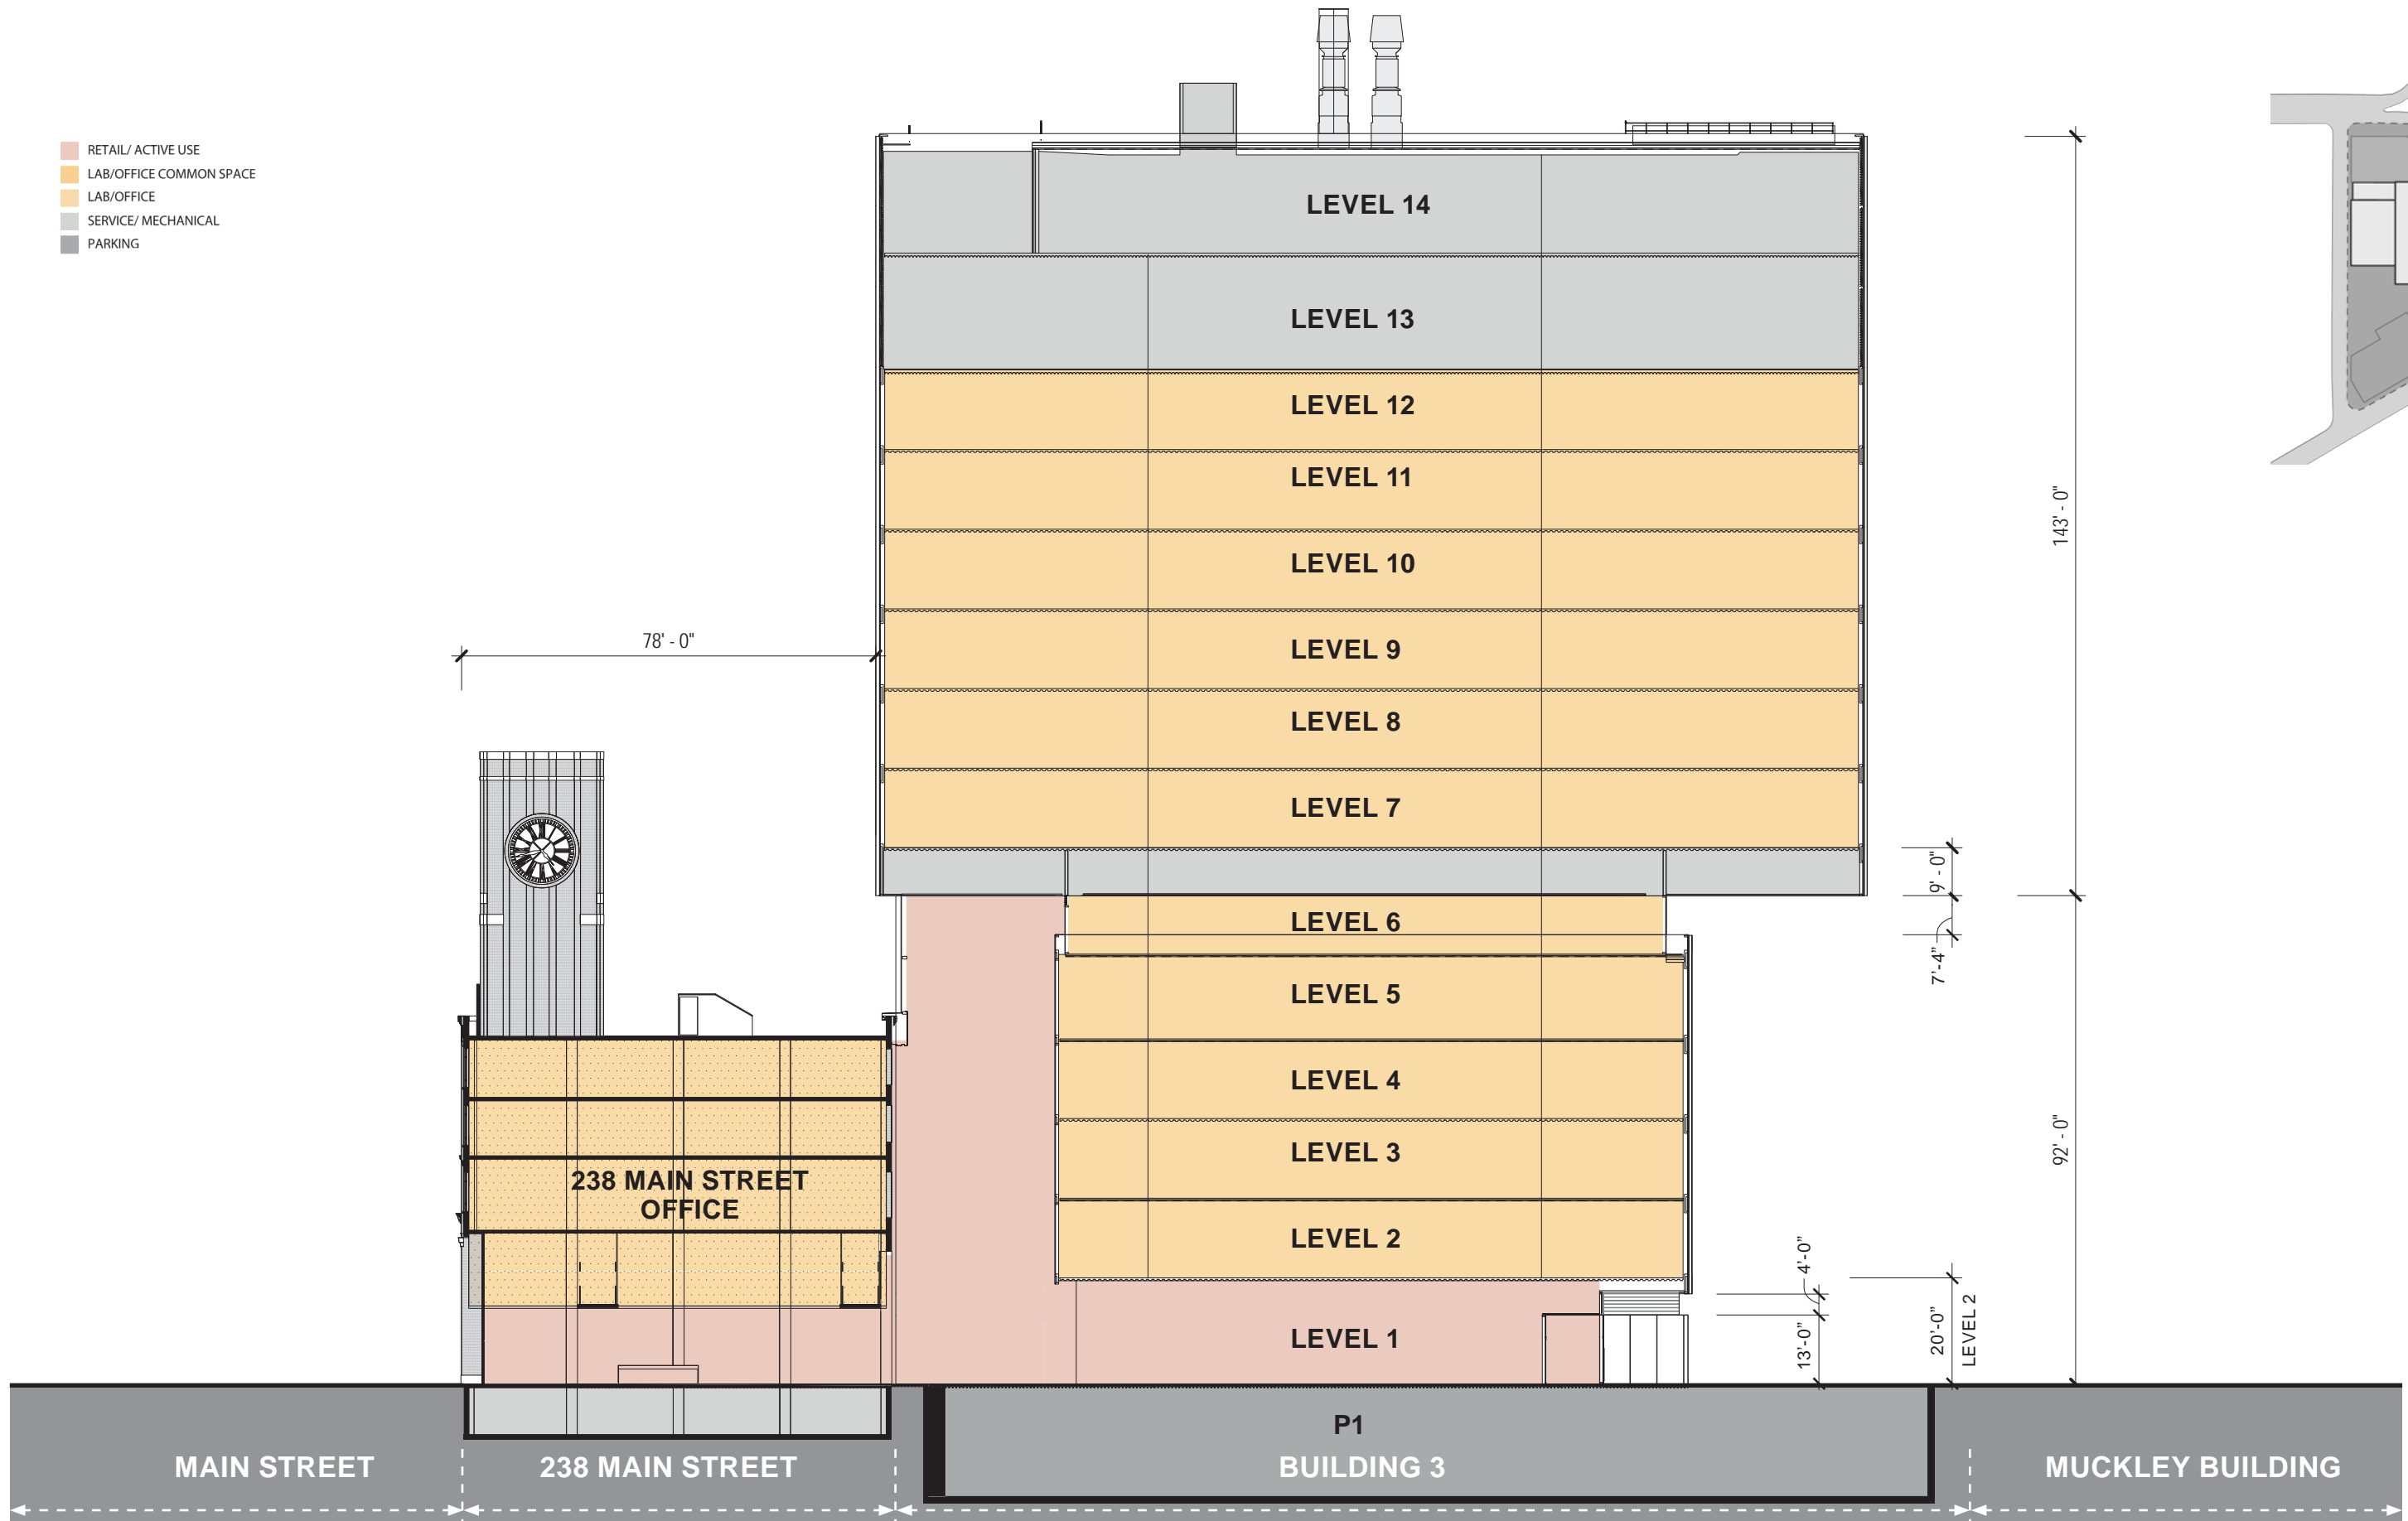 RETAIL/ ACTIVE USE
LAB/OFFICE COMMON SPACE
LAB/OFFICE
SERVICE/ MECHANICAL
PARKING
LEVEL 14
LEVEL 13
LEVEL 12
LEVEL 11
LEVEL 10
LEVEL 9
LEVEL 8
LEVEL 7
LEVEL 6
LEVEL 5
LEVEL 4
LEVEL 3
LEVEL 2
LEVEL 1
78' - 0"
143' - 0"
9' - 0"
7'-4"
92' - 0"
4'-0"
13'-0"
20'-0"
LEVEL 2
238 MAIN STREET
OFFICE
P1
MAIN STREET
238 MAIN STREET
BUILDING 3
MUCKLEY BUILDING